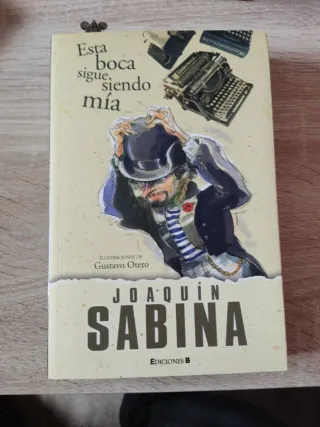 Esta
boca
sigue
siendo
mía
ILUSTRACIONES DE
Gustavo Otero
JOAQUÍN
SABINA
EDICIONES B